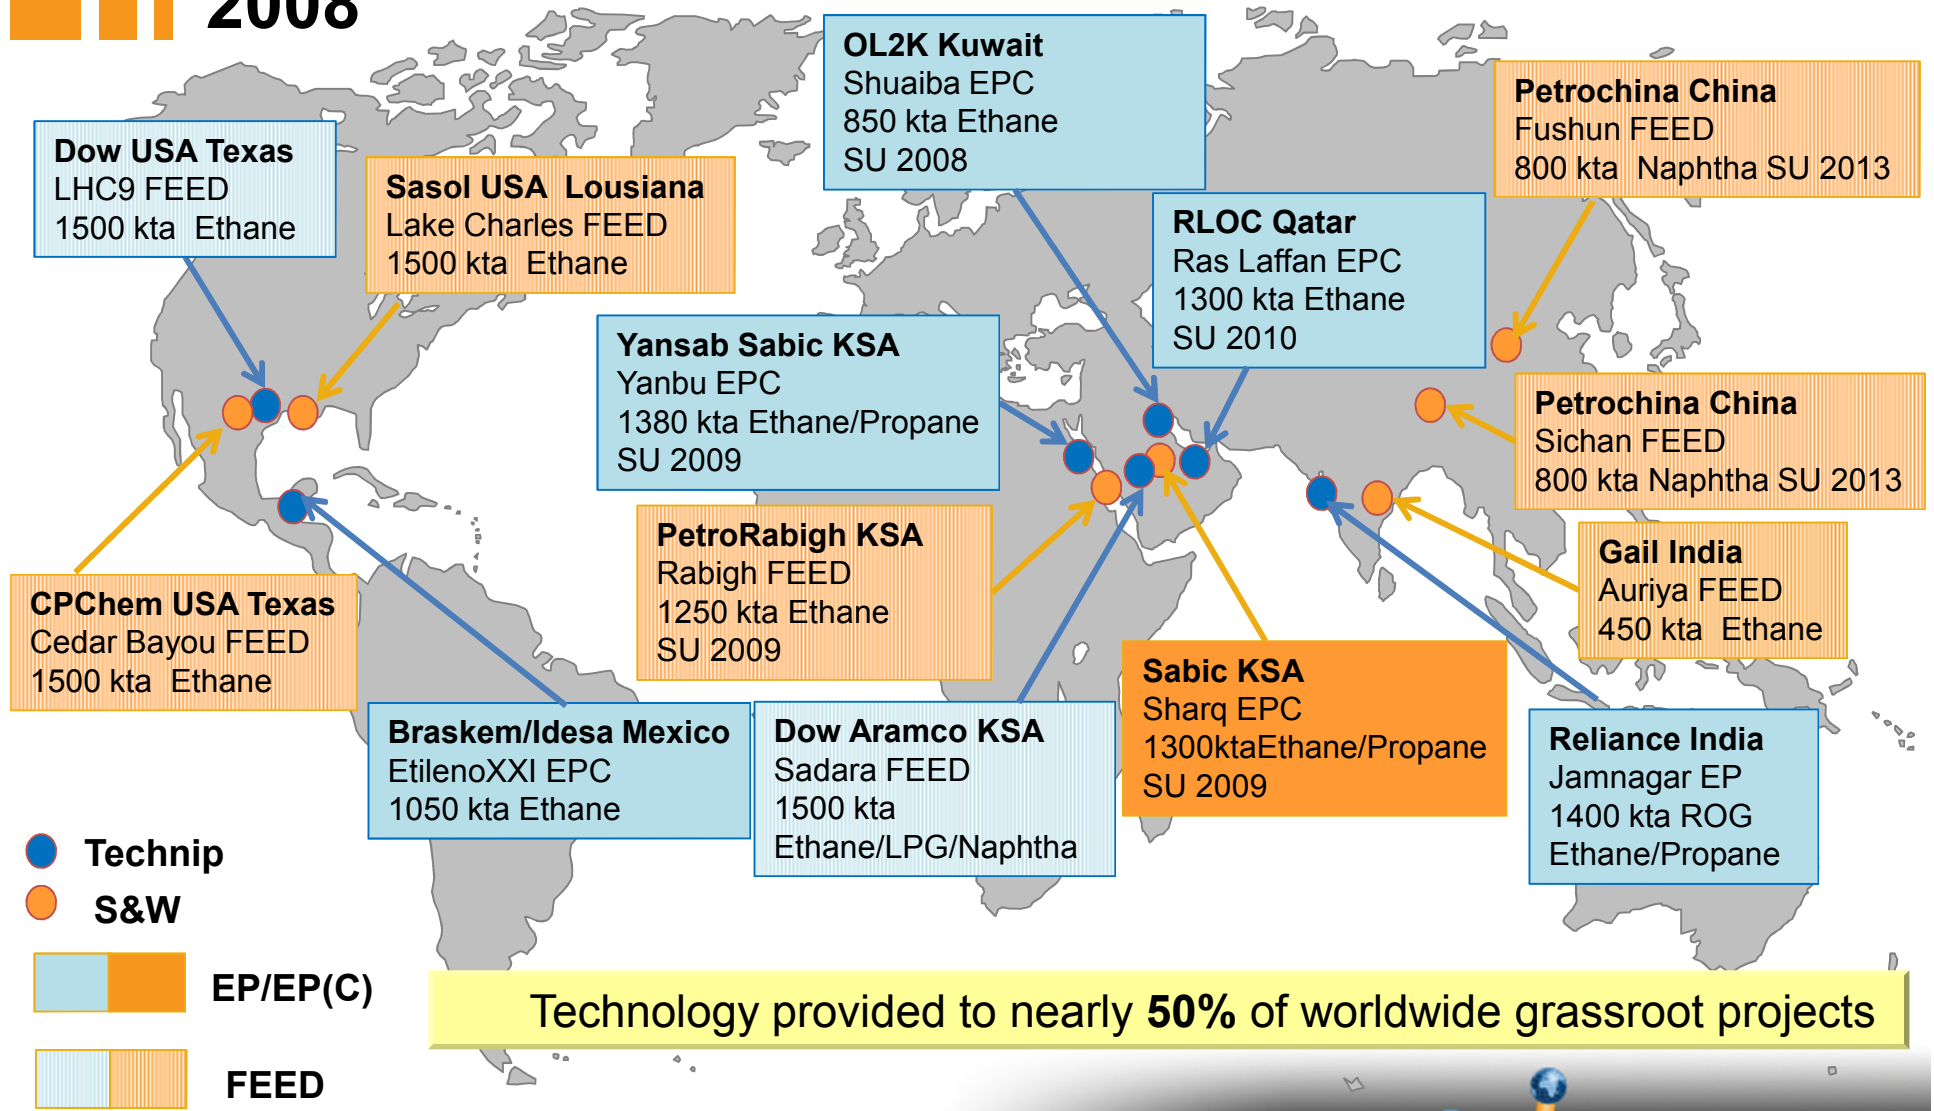 2008
OL2K Kuwait
Shuaiba EPC
850 kta Ethane
SU 2008
Petrochina China
Fushun FEED
800 kta  Naphtha SU 2013
Dow USA Texas
LHC9 FEED
1500 kta  Ethane
Sasol USA  Lousiana
Lake Charles FEED
1500 kta  Ethane
RLOC Qatar
Ras Laffan EPC
1300 kta Ethane
SU 2010
Yansab Sabic KSA
Yanbu EPC
1380 kta Ethane/Propane
SU 2009
Petrochina China
Sichan FEED
800 kta Naphtha SU 2013
PetroRabigh KSA
Rabigh FEED
1250 kta Ethane
SU 2009
Gail India
Auriya FEED
450 kta  Ethane
CPChem USA Texas
Cedar Bayou FEED
1500 kta  Ethane
Sabic KSA
Sharq EPC
1300ktaEthane/Propane
SU 2009
Braskem/Idesa Mexico
EtilenoXXI EPC
1050 kta Ethane
Dow Aramco KSA
Sadara FEED
1500 kta
Ethane/LPG/Naphtha
Reliance India
Jamnagar EP
1400 kta ROG
Ethane/Propane
Technip
S&W
EP/EP(C)
FEED
Technology provided to nearly 50% of worldwide grassroot projects